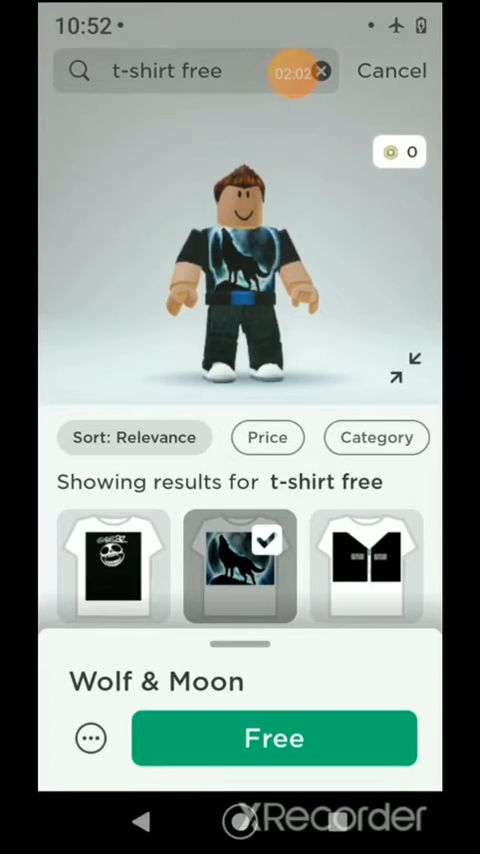 10:52
t-shirt free
02:02
Cancel
0
Sort: Relevance
Price
Category
Showing results for t-shirt free
Wolf & Moon
Free
XRecorder